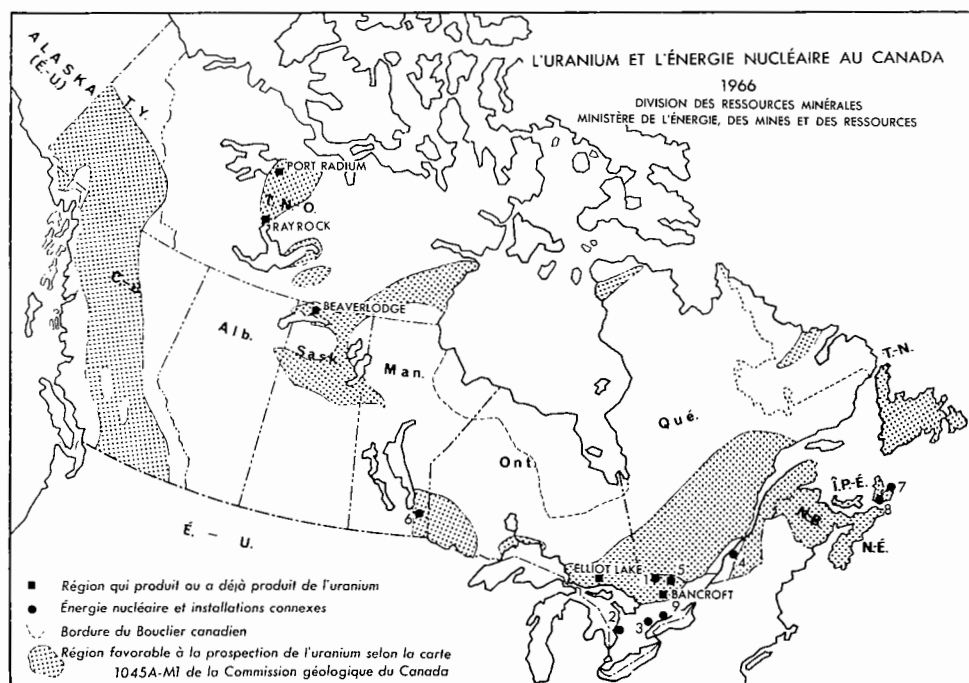 L'URANIUM ET L'ÉNERGIE NUCLÉAIRE AU CANADA
1966
DIVISION DES RESSOURCES MINÉRALES
MINISTÈRE DE L'ÉNERGIE, DES MINES ET DES RESSOURCES
ALASKA
(É-U)
T.Y.
PORT RADIUM
T.N.-O.
RAYROCK
C.-B.
BEAVERLODGE
Alb.
Sask.
Man.
T.-N.
Qué.
Ont.
Î.P.-É.
7
8
N.-B.
N.-É.
6
É. – U.
ELLIOT LAKE
1
5
4
BANCROFT
9
2
3
Région qui produit ou a déjà produit de l'uranium
Énergie nucléaire et installations connexes
Bordure du Bouclier canadien
Région favorable à la prospection de l'uranium selon la carte
1045A-M1 de la Commission géologique du Canada